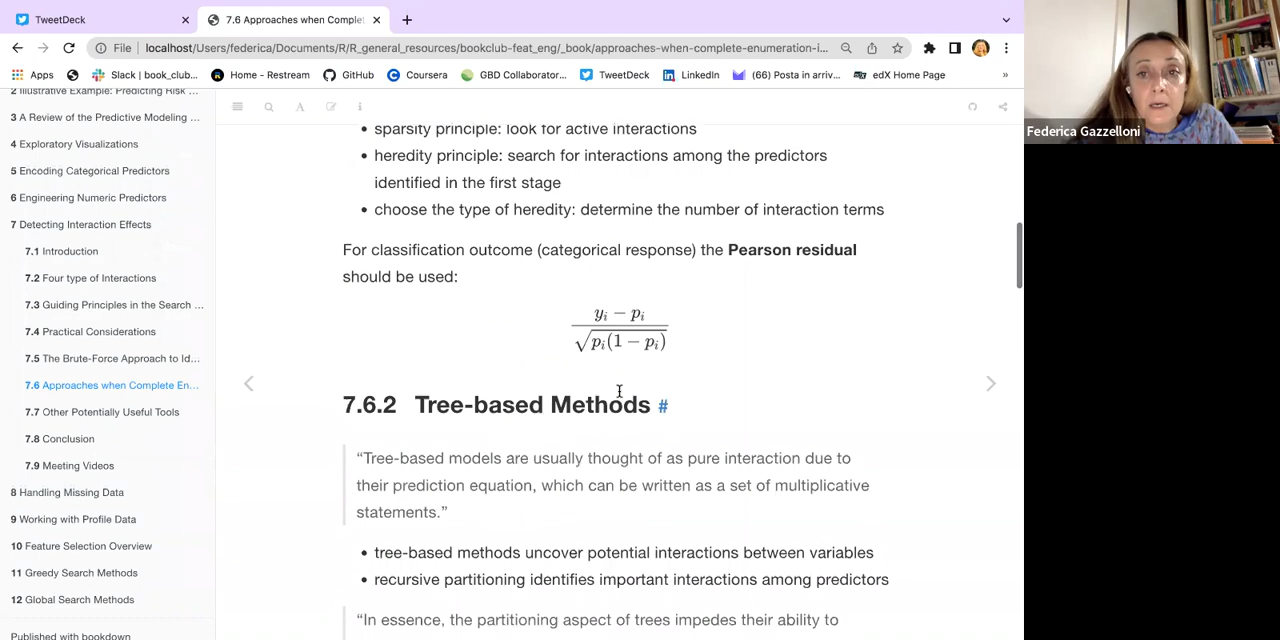 TweetDeck
7.6 Approaches when Complet
File localhost/Users/federica/Documents/R/R_general_resources/bookclub-feat_eng/_book/approaches-when-complete-enumeration-i...
Apps Slack | book_club... Home - Restream GitHub Coursera GBD Collaborator... TweetDeck LinkedIn (66) Posta in arriv... edX Home Page »
2 Illustrative Example: Predicting Risk ...
3 A Review of the Predictive Modeling ...
4 Exploratory Visualizations
5 Encoding Categorical Predictors
6 Engineering Numeric Predictors
7 Detecting Interaction Effects
7.1 Introduction
7.2 Four type of Interactions
7.3 Guiding Principles in the Search ...
7.4 Practical Considerations
7.5 The Brute-Force Approach to Id...
7.6 Approaches when Complete En...
7.7 Other Potentially Useful Tools
7.8 Conclusion
7.9 Meeting Videos
8 Handling Missing Data
9 Working with Profile Data
10 Feature Selection Overview
11 Greedy Search Methods
12 Global Search Methods
Published with bookdown
• sparsity principle: look for active interactions
• heredity principle: search for interactions among the predictors
identified in the first stage
• choose the type of heredity: determine the number of interaction terms
For classification outcome (categorical response) the Pearson residual
should be used:
yᵢ − pᵢ
√pᵢ(1 − pᵢ)
7.6.2 Tree-based Methods #
“Tree-based models are usually thought of as pure interaction due to
their prediction equation, which can be written as a set of multiplicative
statements.”
• tree-based methods uncover potential interactions between variables
• recursive partitioning identifies important interactions among predictors
“In essence, the partitioning aspect of trees impedes their ability to
Federica Gazzelloni